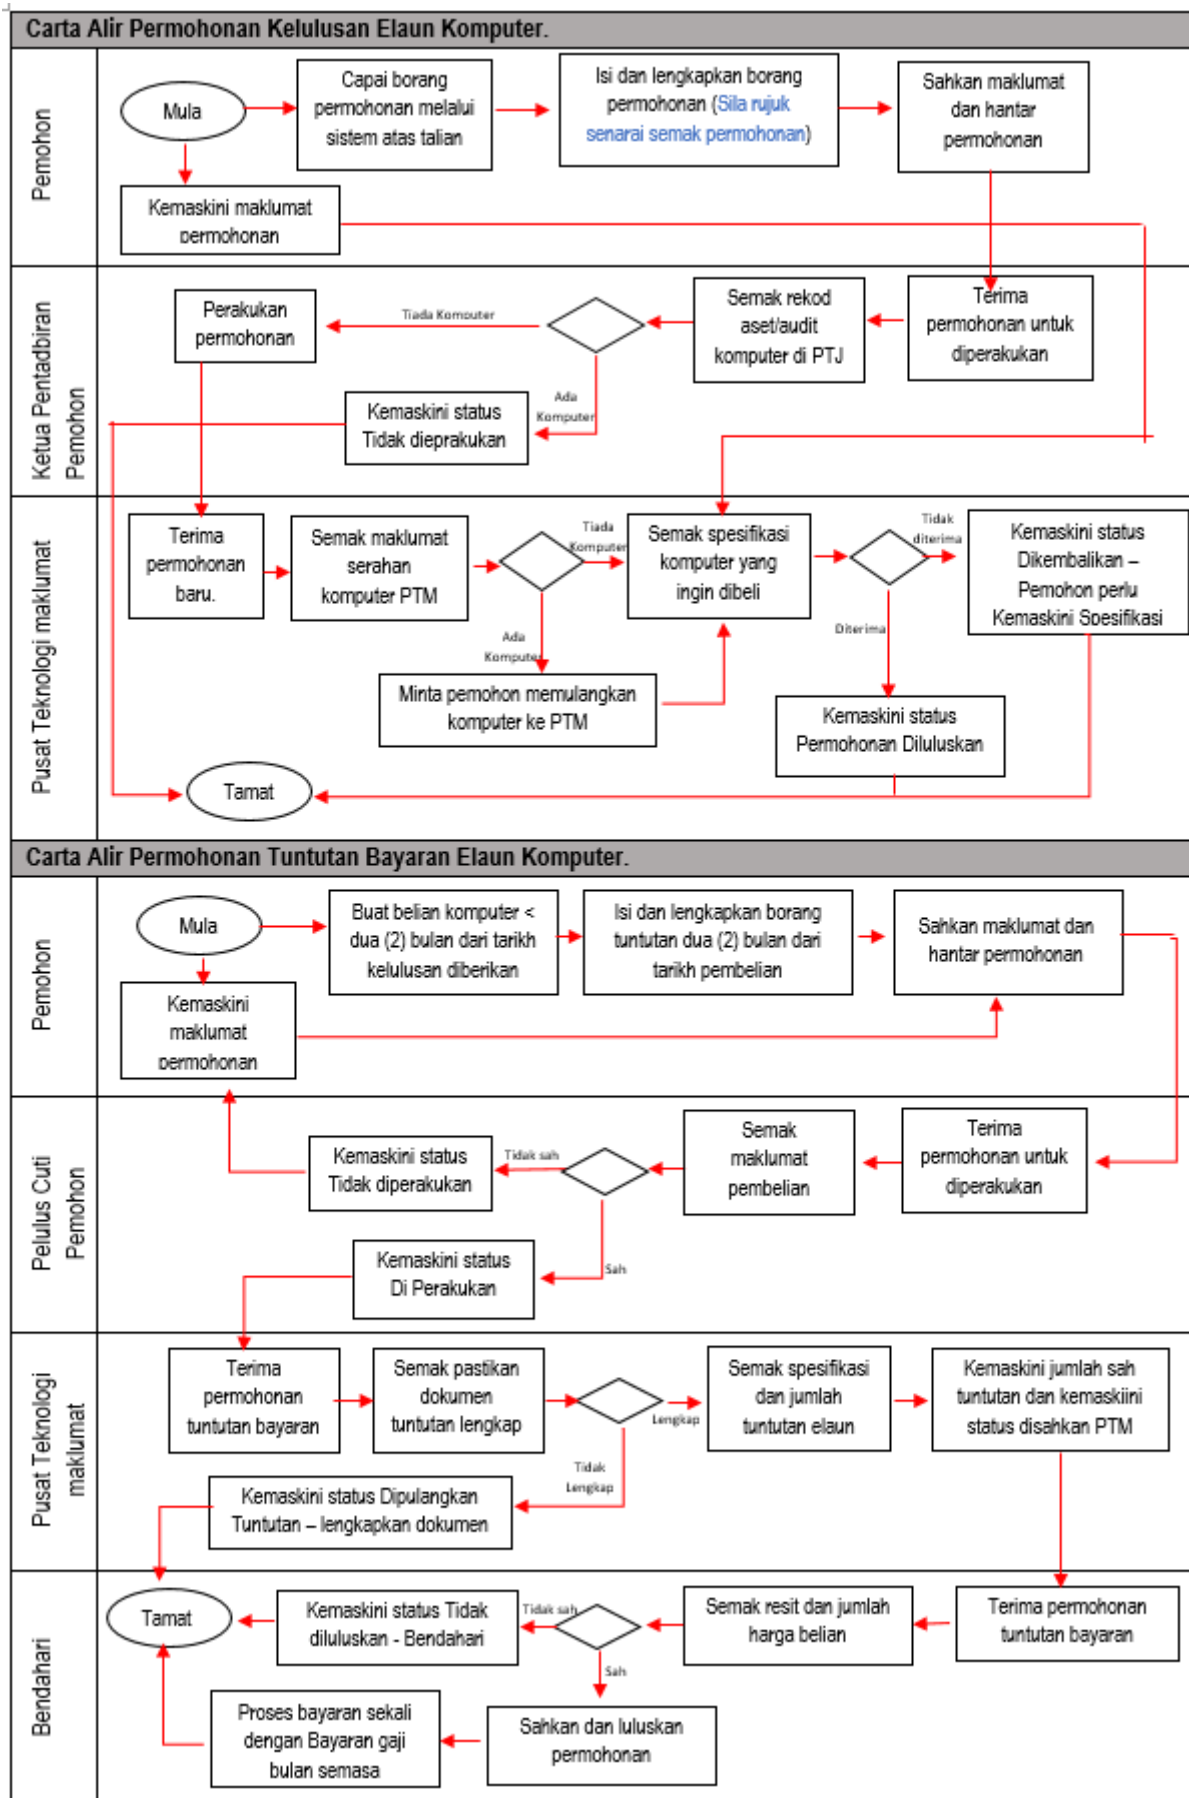 Carta Alir Permohonan Kelulusan Elaun Komputer.
Pemohon
Mula
Capai borang
permohonan melalui
sistem atas talian
Isi dan lengkapkan borang
permohonan (Sila rujuk
senarai semak permohonan)
Sahkan maklumat
dan hantar
permohonan
Kemaskini maklumat
permohonan
Ketua Pentadbiran
Pemohon
Terima
permohonan untuk
diperakukan
Semak rekod
aset/audit
komputer di PTJ
Tiada Komputer
Perakukan
permohonan
Ada
Komputer
Kemaskini status
Tidak dieprakukan
Pusat Teknologi maklumat
Terima
permohonan
baru.
Semak maklumat
serahan
komputer PTM
Tiada
Komputer
Semak spesifikasi
komputer yang
ingin dibeli
Tidak
diterima
Kemaskini status
Dikembalikan –
Pemohon perlu
Kemaskini Spesifikasi
Ada
Komputer
Diterima
Minta pemohon memulangkan
komputer ke PTM
Kemaskini status
Permohonan Diluluskan
Tamat
Carta Alir Permohonan Tuntutan Bayaran Elaun Komputer.
Pemohon
Mula
Buat belian komputer <
dua (2) bulan dari tarikh
kelulusan diberikan
Isi dan lengkapkan borang
tuntutan dua (2) bulan dari
tarikh pembelian
Sahkan maklumat dan
hantar permohonan
Kemaskini
maklumat
permohonan
Pelulus Cuti
Pemohon
Terima
permohonan untuk
diperakukan
Semak
maklumat
pembelian
Tidak sah
Kemaskini status
Tidak diperakukan
Sah
Kemaskini status
Di Perakukan
Pusat Teknologi
maklumat
Terima
permohonan
tuntutan bayaran
Semak pastikan
dokumen
tuntutan lengkap
Lengkap
Semak spesifikasi
dan jumlah
tuntutan elaun
Kemaskini jumlah sah
tuntutan dan kemaskiini
status disahkan PTM
Tidak
Lengkap
Kemaskini status Dipulangkan
Tuntutan – lengkapkan dokumen
Bendahari
Terima permohonan
tuntutan bayaran
Semak resit dan jumlah
harga belian
Tidak sah
Kemaskini status Tidak
diluluskan - Bendahari
Tamat
Sah
Sahkan dan luluskan
permohonan
Proses bayaran sekali
dengan Bayaran gaji
bulan semasa